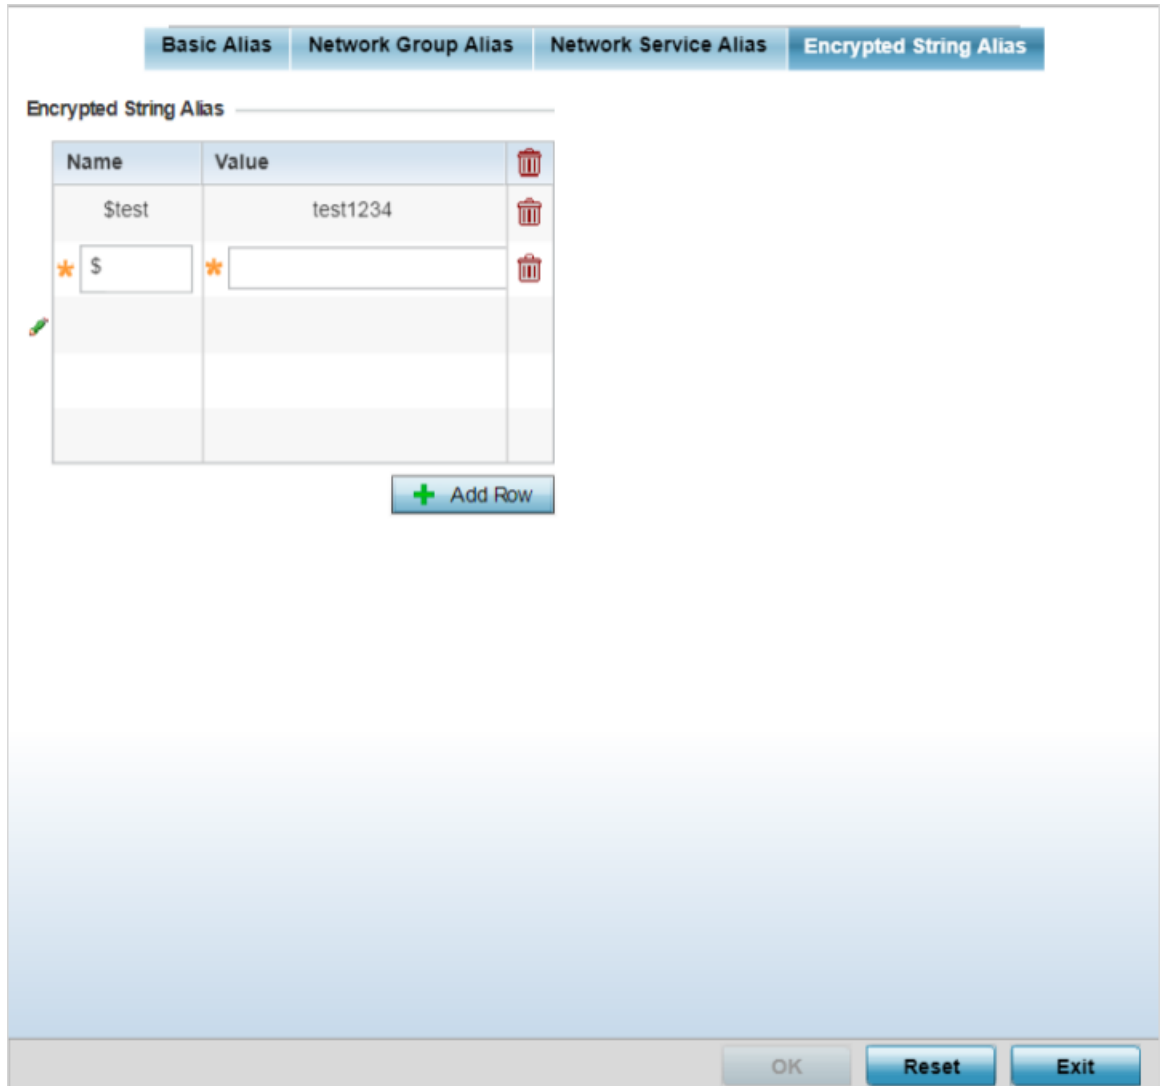 Basic Alias Network Group Alias Network Service Alias Encrypted String Alias
Encrypted String Alias
Name Value
$test test1234
* $ *
Add Row
OK Reset Exit